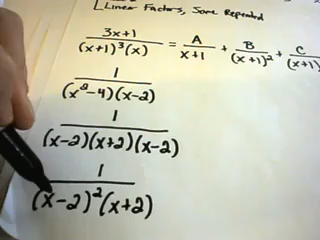 Linear Factors, Some Repeated
3x+1/((x+1)³(x)) = A/(x+1) + B/(x+1)² + C/(x+1)
1/((x²-4)(x-2))
1/((x-2)(x+2)(x-2))
1/((x-2)²(x+2))